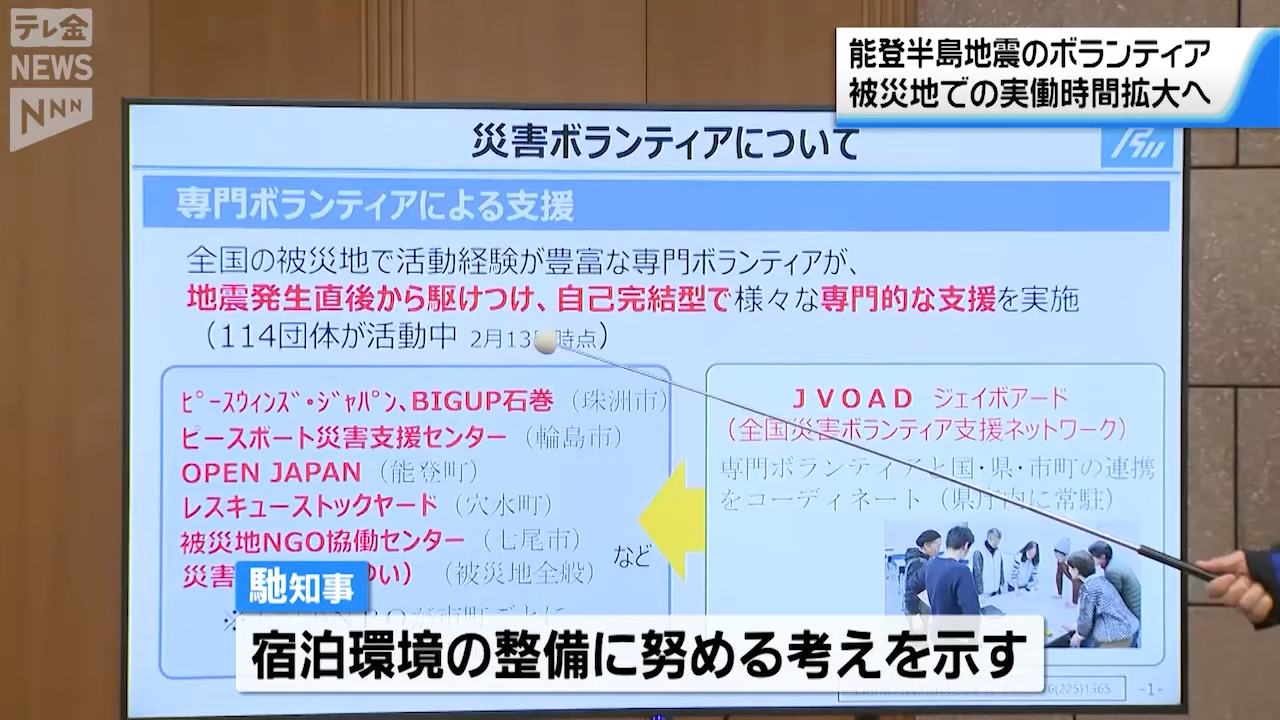 テレ金
NEWS
NNN
能登半島地震のボランティア
被災地での実働時間拡大へ
災害ボランティアについて
専門ボランティアによる支援
全国の被災地で活動経験が豊富な専門ボランティアが、
地震発生直後から駆けつけ、自己完結型で様々な専門的な支援を実施
（114団体が活動中 2月13 時点）
ﾋﾟｰｽｳｨﾝｽﾞ・ｼﾞｬﾊﾟﾝ、BIGUP石巻（珠洲市）
ピースボート災害支援センター（輪島市）
OPEN JAPAN（能登町）
レスキューストックヤード（穴水町）
被災地NGO協働センター（七尾市）
災害 ゆい）（被災地全般）
など
ＪＶＯＡＤ ジェイボアード
（全国災害ボランティア支援ネットワーク）
専門ボランティアと国・県・市町の連携
をコーディネート（県庁内に常駐）
馳知事
宿泊環境の整備に努める考えを示す
(225)1365
-1-